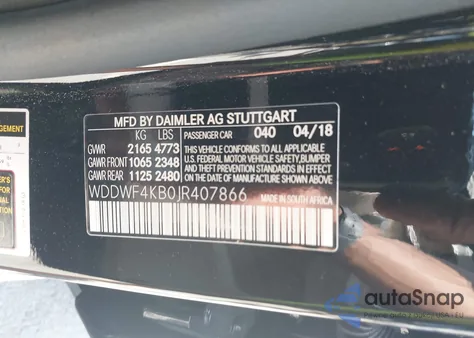 MFD BY DAIMLER AG STUTTGART
KG LBS PASSENGER CAR 040 04/18
GVWR 2165 4773
GAWR FRONT 1065 2348
GAWR REAR 1125 2480
THIS VEHICLE CONFORMS TO ALL APPLICABLE
U.S. FEDERAL MOTOR VEHICLE SAFETY, BUMPER
AND THEFT PREVENTION STANDARDS IN EFFECT
ON THE DATE OF MANUFACTURE SHOWN ABOVE.
WDDWF4KB0JR407866 MADE IN SOUTH AFRICA
autoSnap